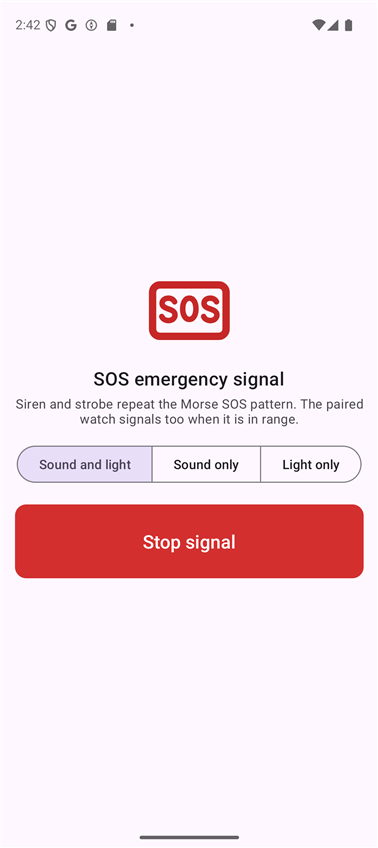 2:42
SOS
SOS emergency signal
Siren and strobe repeat the Morse SOS pattern. The paired
watch signals too when it is in range.
Sound and light
Sound only
Light only
Stop signal